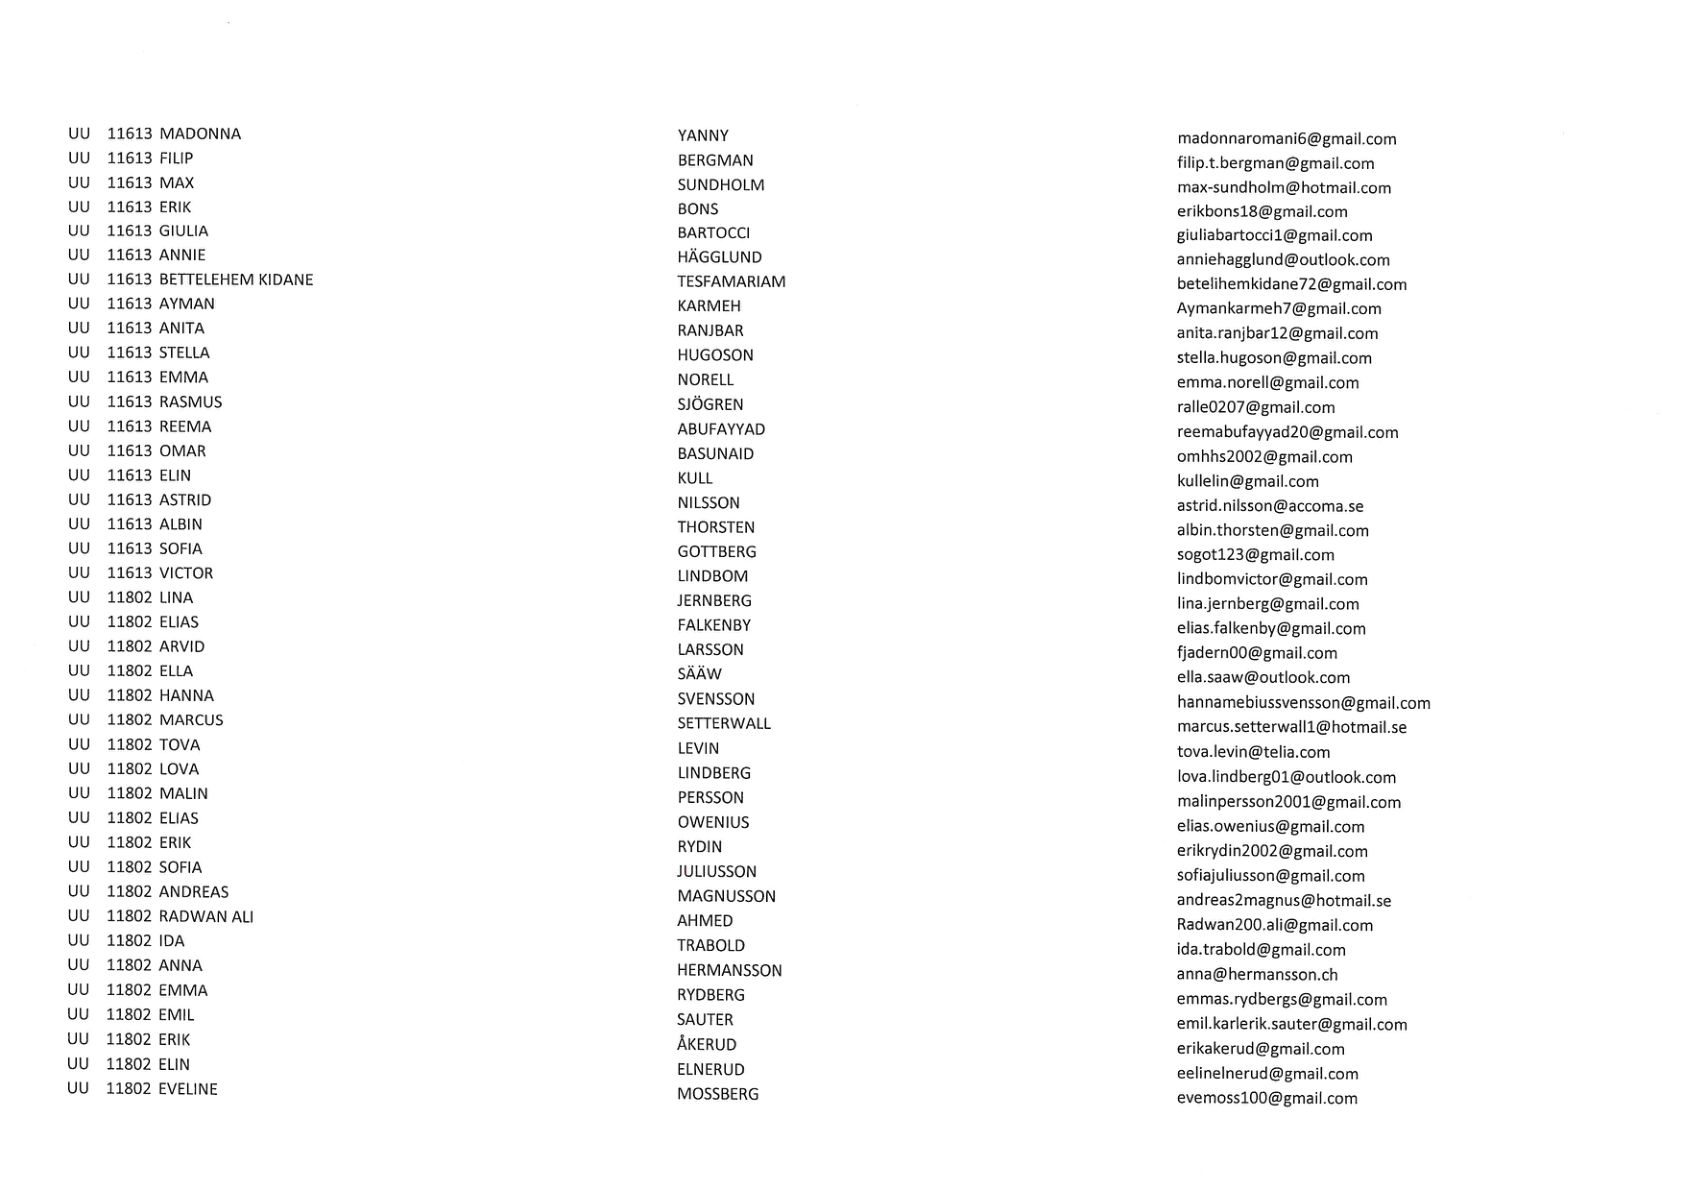 UU 11613 MADONNA YANNY madonnaromani6@gmail.com
UU 11613 FILIP BERGMAN filip.t.bergman@gmail.com
UU 11613 MAX SUNDHOLM max-sundholm@hotmail.com
UU 11613 ERIK BONS erikbons18@gmail.com
UU 11613 GIULIA BARTOCCI giuliabartocci1@gmail.com
UU 11613 ANNIE HÄGGLUND anniehagglund@outlook.com
UU 11613 BETTELEHEM KIDANE TESFAMARIAM betelihemkidane72@gmail.com
UU 11613 AYMAN KARMEH Aymankarmeh7@gmail.com
UU 11613 ANITA RANJBAR anita.ranjbar12@gmail.com
UU 11613 STELLA HUGOSON stella.hugoson@gmail.com
UU 11613 EMMA NORELL emma.norell@gmail.com
UU 11613 RASMUS SJÖGREN ralle0207@gmail.com
UU 11613 REEMA ABUFAYYAD reemabufayyad20@gmail.com
UU 11613 OMAR BASUNAID omhhs2002@gmail.com
UU 11613 ELIN KULL kullelin@gmail.com
UU 11613 ASTRID NILSSON astrid.nilsson@accoma.se
UU 11613 ALBIN THORSTEN albin.thorsten@gmail.com
UU 11613 SOFIA GOTTBERG sogot123@gmail.com
UU 11613 VICTOR LINDBOM lindbomvictor@gmail.com
UU 11802 LINA JERNBERG lina.jernberg@gmail.com
UU 11802 ELIAS FALKENBY elias.falkenby@gmail.com
UU 11802 ARVID LARSSON fjadern00@gmail.com
UU 11802 ELLA SÄÄW ella.saaw@outlook.com
UU 11802 HANNA SVENSSON hannamebiussvensson@gmail.com
UU 11802 MARCUS SETTERWALL marcus.setterwall1@hotmail.se
UU 11802 TOVA LEVIN tova.levin@telia.com
UU 11802 LOVA LINDBERG lova.lindberg01@outlook.com
UU 11802 MALIN PERSSON malinpersson2001@gmail.com
UU 11802 ELIAS OWENIUS elias.owenius@gmail.com
UU 11802 ERIK RYDIN erikrydin2002@gmail.com
UU 11802 SOFIA JULIUSSON sofiajuliusson@gmail.com
UU 11802 ANDREAS MAGNUSSON andreas2magnus@hotmail.se
UU 11802 RADWAN ALI AHMED Radwan200.ali@gmail.com
UU 11802 IDA TRABOLD ida.trabold@gmail.com
UU 11802 ANNA HERMANSSON anna@hermansson.ch
UU 11802 EMMA RYDBERG emmas.rydbergs@gmail.com
UU 11802 EMIL SAUTER emil.karlerik.sauter@gmail.com
UU 11802 ERIK ÅKERUD erikakerud@gmail.com
UU 11802 ELIN ELNERUD eelinelnerud@gmail.com
UU 11802 EVELINE MOSSBERG evemoss100@gmail.com